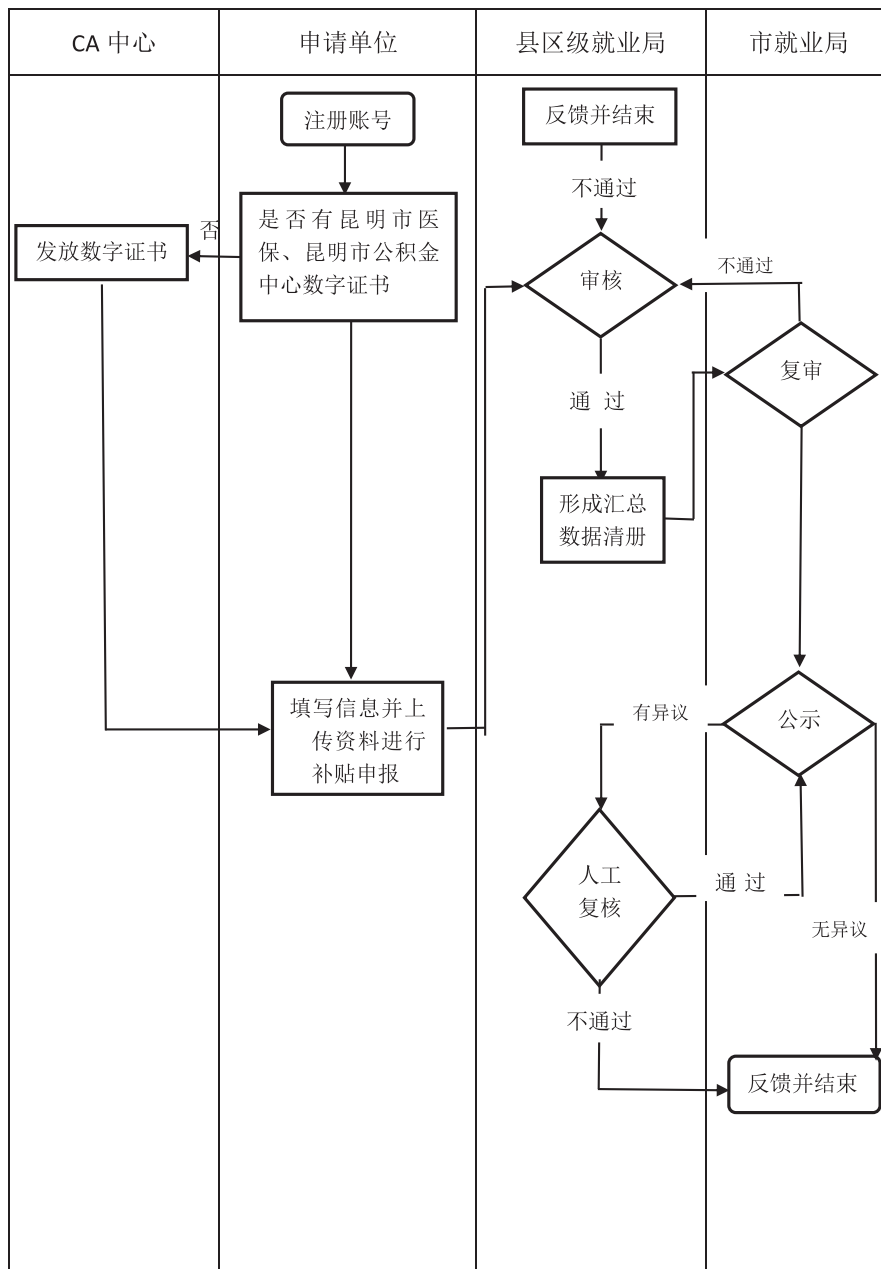 CA 中心
申请单位
县区级就业局
市就业局
注册账号
反馈并结束
不通过
是否有昆明市医
保、昆明市公积金
中心数字证书
否
发放数字证书
审核
不通过
复审
通 过
形成汇总
数据清册
填写信息并上
传资料进行
补贴申报
有异议
公示
人工
复核
通 过
无异议
不通过
反馈并结束